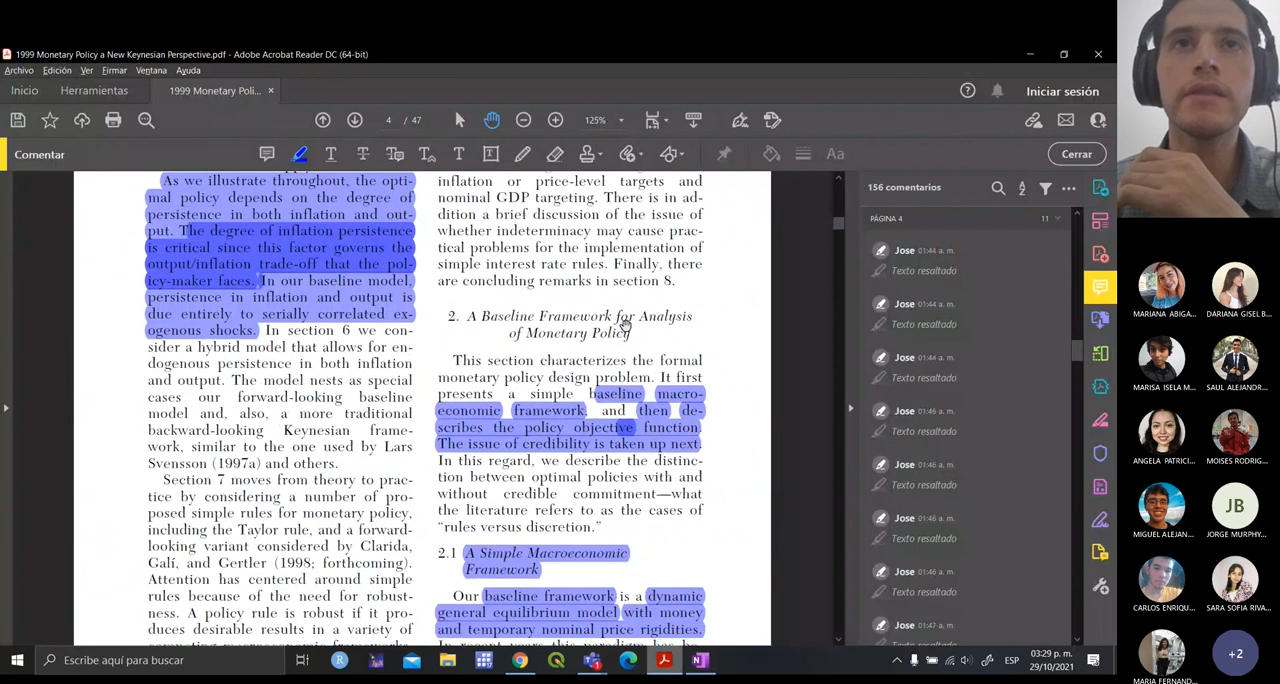 1999 Monetary Policy a New Keynesian Perspective.pdf - Adobe Acrobat Reader DC (64-bit)
Archivo Edición Ver Firmar Ventana Ayuda
Inicio Herramientas 1999 Monetary Poli... × Iniciar sesión
4 / 47 125%
Comentar Cerrar
As we illustrate throughout, the opti-
mal policy depends on the degree of
persistence in both inflation and out-
put. The degree of inflation persistence
is critical since this factor governs the
output/inflation trade-off that the pol-
icy-maker faces. In our baseline model,
persistence in inflation and output is
due entirely to serially correlated ex-
ogenous shocks. In section 6 we con-
sider a hybrid model that allows for en-
dogenous persistence in both inflation
and output. The model nests as special
cases our forward-looking baseline
model and, also, a more traditional
backward-looking Keynesian frame-
work, similar to the one used by Lars
Svensson (1997a) and others.
Section 7 moves from theory to prac-
tice by considering a number of pro-
posed simple rules for monetary policy,
including the Taylor rule, and a forward-
looking variant considered by Clarida,
Galí, and Gertler (1998; forthcoming).
Attention has centered around simple
rules because of the need for robust-
ness. A policy rule is robust if it pro-
duces desirable results in a variety of
inflation or price-level targets and
nominal GDP targeting. There is in ad-
dition a brief discussion of the issue of
whether indeterminacy may cause prac-
tical problems for the implementation of
simple interest rate rules. Finally, there
are concluding remarks in section 8.
2. A Baseline Framework for Analysis
of Monetary Policy
This section characterizes the formal
monetary policy design problem. It first
presents a simple baseline macro-
economic framework, and then de-
scribes the policy objective function.
The issue of credibility is taken up next.
In this regard, we describe the distinc-
tion between optimal policies with and
without credible commitment—what
the literature refers to as the cases of
“rules versus discretion.”
2.1 A Simple Macroeconomic
Framework
Our baseline framework is a dynamic
general equilibrium model with money
and temporary nominal price rigidities.
156 comentarios
PÁGINA 4 11
Jose 01:44 a. m.
Texto resaltado
Jose 01:44 a. m.
Texto resaltado
Jose 01:44 a. m.
Texto resaltado
Jose 01:46 a. m.
Texto resaltado
Jose 01:46 a. m.
Texto resaltado
Jose 01:46 a. m.
Texto resaltado
Jose 01:46 a. m.
Texto resaltado
Jose 01:47 a. m.
MARIANA ABIGA... DARIANA GISEL B...
MARISA ISELA M... SAUL ALEJANDR...
ANGELA PATRICI... MOISES RODRIG...
JB
MIGUEL ALEJAN... JORGE MURPHY...
CARLOS ENRIQU... SARA SOFIA RIVA...
+2
MARIA FERNAND...
Escribe aquí para buscar
ESP
03:29 p. m.
29/10/2021